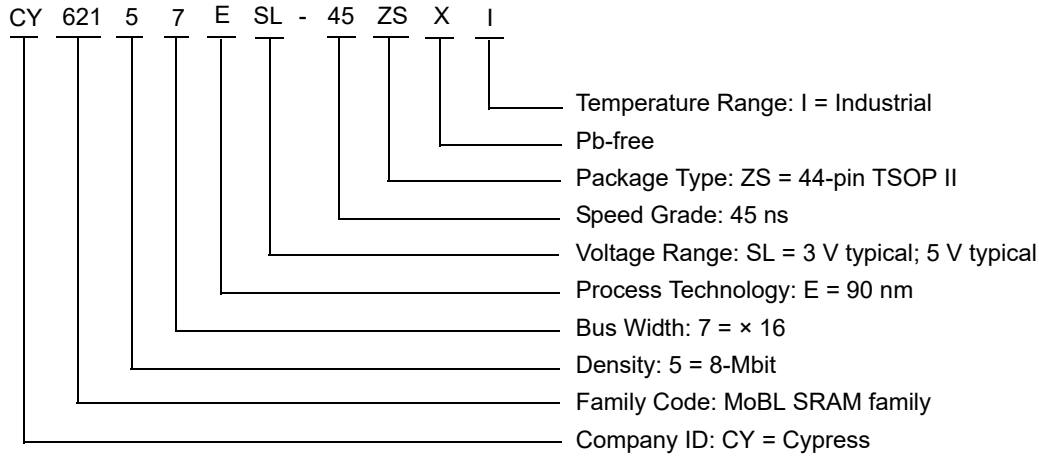 CY 621 5 7 E SL - 45 ZS X I
Temperature Range: I = Industrial
Pb-free
Package Type: ZS = 44-pin TSOP II
Speed Grade: 45 ns
Voltage Range: SL = 3 V typical; 5 V typical
Process Technology: E = 90 nm
Bus Width: 7 = × 16
Density: 5 = 8-Mbit
Family Code: MoBL SRAM family
Company ID: CY = Cypress